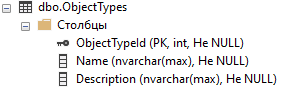 dbo.ObjectTypes
Столбцы
ObjectTypeId (PK, int, Не NULL)
Name (nvarchar(max), Не NULL)
Description (nvarchar(max), Не NULL)